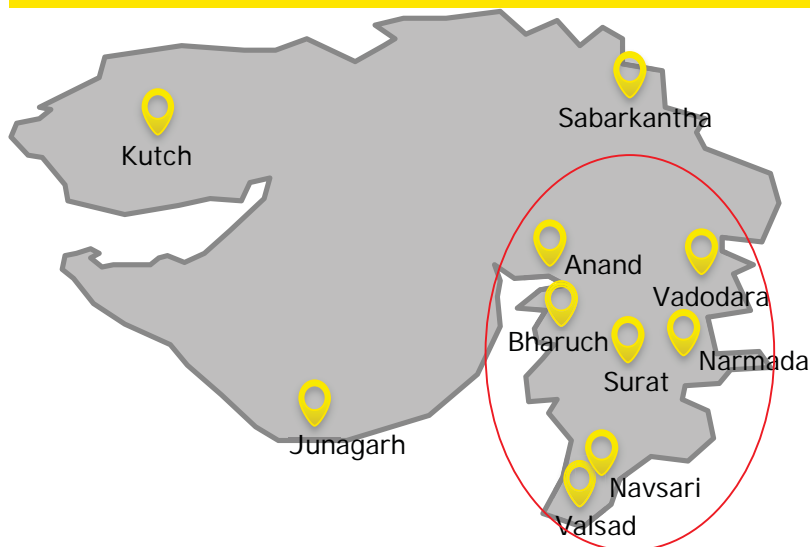 Sabarkantha
Kutch
Anand
Vadodara
Bharuch
Narmada
Surat
Junagarh
Navsari
Valsad